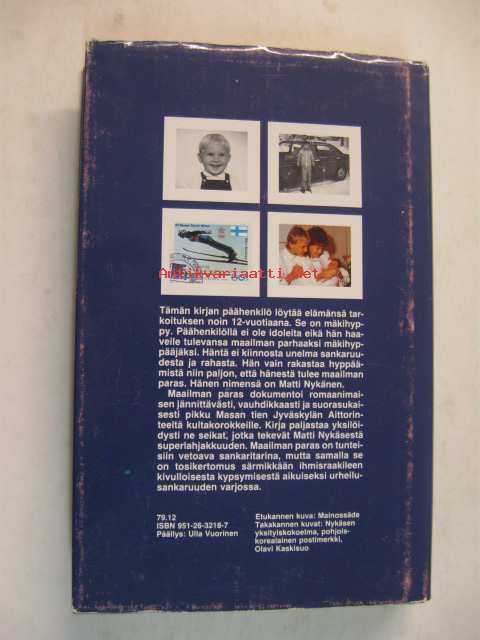 Antikvariaatti.net
Tämän kirjan päähenkilö löytää elämänsä tar-
koituksen noin 12-vuotiaana. Se on mäkihyp-
py. Päähenkilöllä ei ole idoleita eikä hän haa-
veile tulevansa maailman parhaaksi mäkihyp-
pääjäksi. Häntä ei kiinnosta unelma sankaruu-
desta ja rahasta. Hän vain rakastaa hyppää-
mistä niin paljon, että hänestä tulee maailman
paras. Hänen nimensä on Matti Nykänen.
Maailman paras dokumentoi romaanimai-
sen jännittävästi, vauhdikkaasti ja suorasukai-
sesti pikku Masan tien Jyväskylän Aittorin-
teeltä kultakorokkeille. Kirja paljastaa yksilöi-
dysti ne seikat, jotka tekevät Matti Nykäsestä
superlahjakkuuden. Maailman paras on tuntei-
siin vetoava sankaritarina, mutta samalla se
on tosikertomus särmikkään ihmisraakileen
kivulloisesta kypsymisestä aikuiseksi urheilu-
sankaruuden varjossa.
79.12
ISBN 951-26-3218-7
Päällys: Ulla Vuorinen
Etukannen kuva: Mainossäde
Takakannen kuvat: Nykäsen
yksityiskokoelma, pohjois-
korealainen postimerkki,
Olavi Kaskisuo